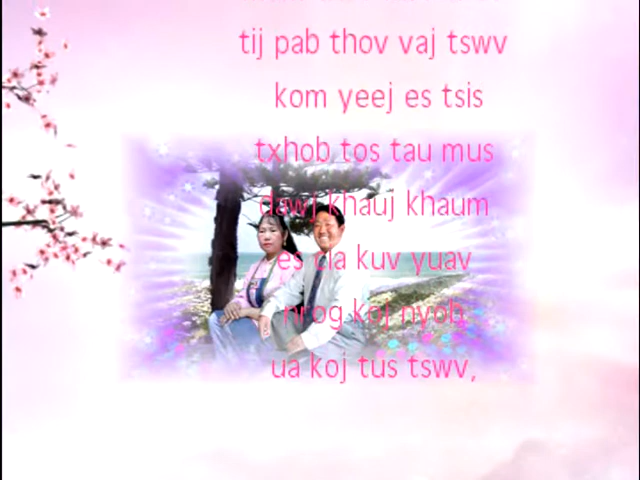 tij pab thov vaj tswv
kom yeej es tsis
txhob tos tau mus
dawj khauj khaum
es cia kuv yuav
nrog koj nyob
ua koj tus tswv,